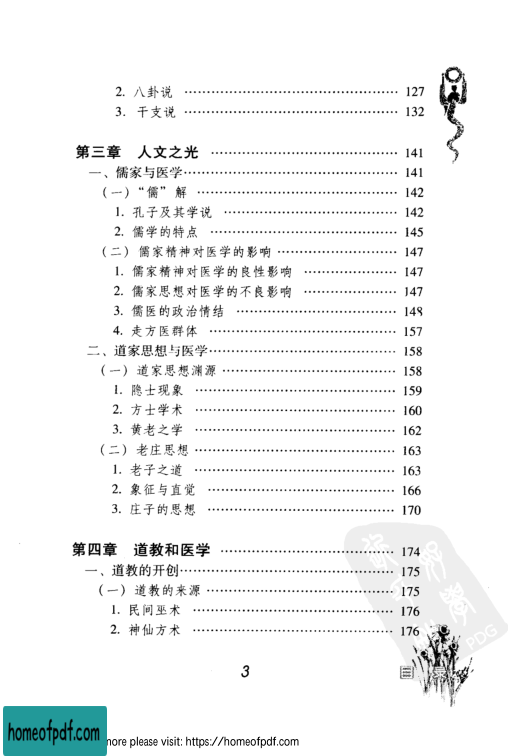 2. 八卦说 …………………………………… 127
3. 干支说 …………………………………… 132
第三章 人文之光 …………………………………… 141
一、儒家与医学…………………………………… 141
(一)“儒”解 …………………………………… 142
1. 孔子及其学说 …………………………………… 142
2. 儒学的特点 …………………………………… 145
(二) 儒家精神对医学的影响 …………………………………… 147
1. 儒家精神对医学的良性影响 …………………………………… 147
2. 儒家思想对医学的不良影响 …………………………………… 147
3. 儒医的政治情结 …………………………………… 148
4. 走方医群体 …………………………………… 157
二、道家思想与医学…………………………………… 158
(一) 道家思想渊源 …………………………………… 158
1. 隐士现象 …………………………………… 159
2. 方士学术 …………………………………… 160
3. 黄老之学 …………………………………… 162
(二) 老庄思想 …………………………………… 163
1. 老子之道 …………………………………… 163
2. 象征与直觉 …………………………………… 166
3. 庄子的思想 …………………………………… 170
第四章 道教和医学 …………………………………… 174
一、道教的开创…………………………………… 175
(一) 道教的来源 …………………………………… 175
1. 民间巫术 …………………………………… 176
2. 神仙方术 …………………………………… 176
PDG
3
homeofpdf.com
more please visit: https://homeofpdf.com